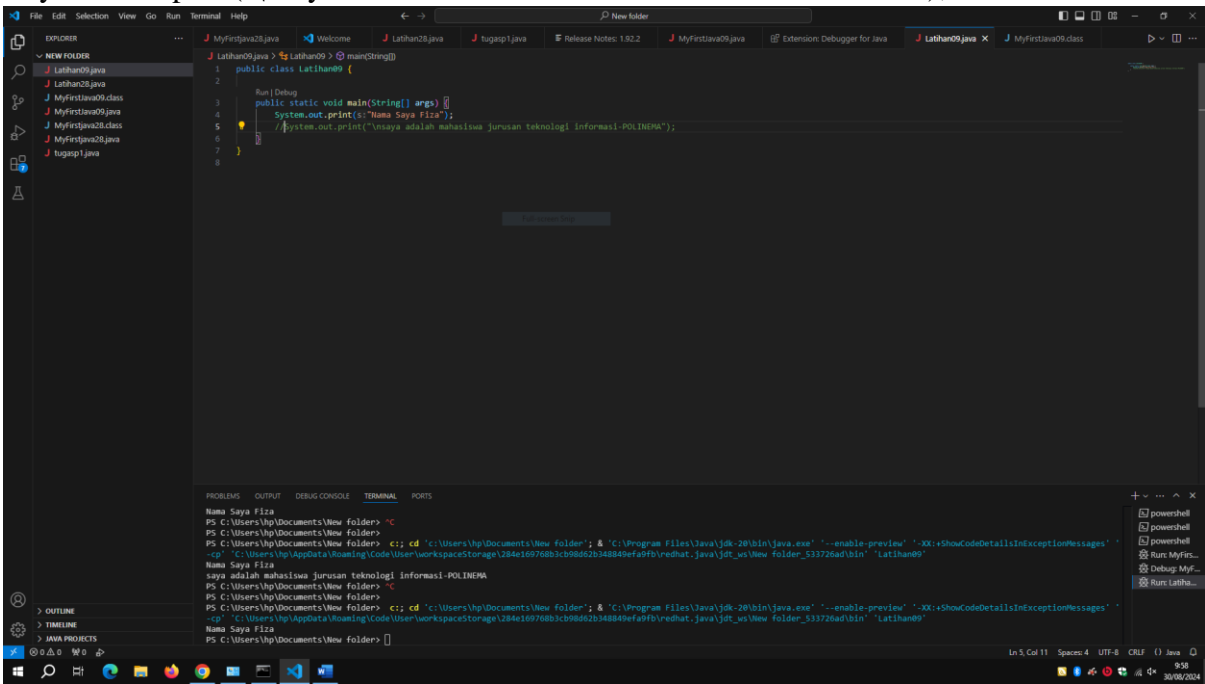 File Edit Selection View Go Run Terminal Help
New folder
EXPLORER
NEW FOLDER
Latihan09.java
Latihan28.java
MyFirstJava09.class
MyFirstJava09.java
MyFirstjava28.class
MyFirstjava28.java
tugasp1.java
OUTLINE
TIMELINE
JAVA PROJECTS
MyFirstjava28.java Welcome Latihan28.java tugasp1.java Release Notes: 1.92.2 MyFirstJava09.java Extension: Debugger for Java Latihan09.java MyFirstJava09.class
Latihan09.java > Latihan09 > main(String[])
1 public class Latihan09 {
2
Run | Debug
3 public static void main(String[] args) {
4 System.out.print(s:"Nama Saya Fiza");
5 //System.out.print("\nsaya adalah mahasiswa jurusan teknologi informasi-POLINEMA");
6 }
7 }
8
PROBLEMS OUTPUT DEBUG CONSOLE TERMINAL PORTS
Nama Saya Fiza
PS C:\Users\hp\Documents\New folder> ^C
PS C:\Users\hp\Documents\New folder>
PS C:\Users\hp\Documents\New folder> c:; cd 'c:\Users\hp\Documents\New folder'; & 'C:\Program Files\Java\jdk-20\bin\java.exe' '--enable-preview' '-XX:+ShowCodeDetailsInExceptionMessages' '
-cp' 'C:\Users\hp\AppData\Roaming\Code\User\workspaceStorage\284e169768b3cb98d62b348849efa9fb\redhat.java\jdt_ws\New folder_533726ad\bin' 'Latihan09'
Nama Saya Fiza
saya adalah mahasiswa jurusan teknologi informasi-POLINEMA
PS C:\Users\hp\Documents\New folder> ^C
PS C:\Users\hp\Documents\New folder>
PS C:\Users\hp\Documents\New folder> c:; cd 'c:\Users\hp\Documents\New folder'; & 'C:\Program Files\Java\jdk-20\bin\java.exe' '--enable-preview' '-XX:+ShowCodeDetailsInExceptionMessages' '
-cp' 'C:\Users\hp\AppData\Roaming\Code\User\workspaceStorage\284e169768b3cb98d62b348849efa9fb\redhat.java\jdt_ws\New folder_533726ad\bin' 'Latihan09'
Nama Saya Fiza
PS C:\Users\hp\Documents\New folder>
powershell
powershell
powershell
Run: MyFirs...
Debug: MyF...
Run: Latiha...
Ln 5, Col 11 Spaces: 4 UTF-8 CRLF {} Java
9:58
30/08/2024